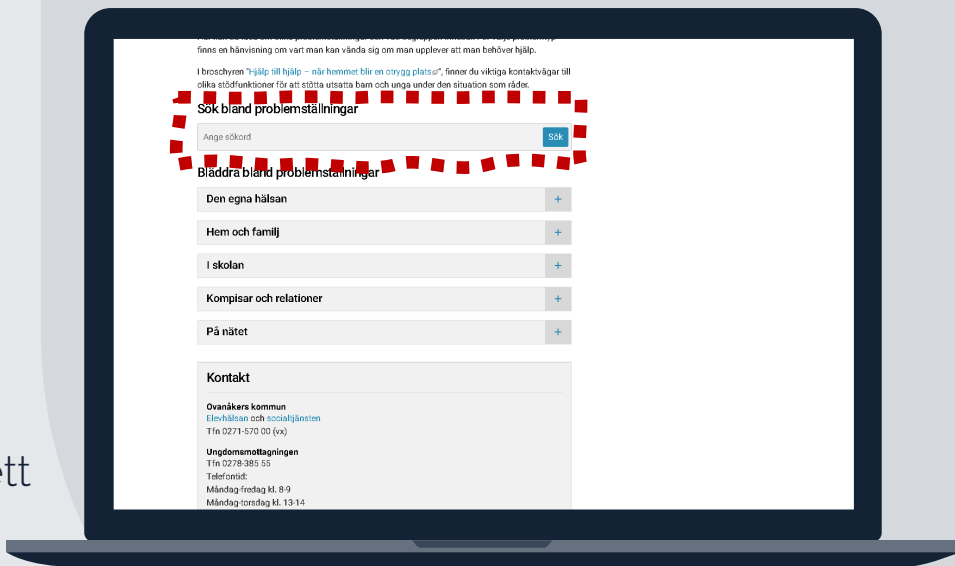 finns en hänvisning om vart man kan vända sig om man upplever att man behöver hjälp.
I broschyren "Hjälp till hjälp – när hemmet blir en otrygg plats", finner du viktiga kontaktvägar till
olika stödfunktioner för att stötta utsatta barn och unga under den situation som råder.
Sök bland problemställningar
Ange sökord
Sök
Bläddra bland problemställningar
Den egna hälsan +
Hem och familj +
I skolan +
Kompisar och relationer +
På nätet +
Kontakt
Ovanåkers kommun
Elevhälsan och socialtjänsten
Tfn 0271-570 00 (vx)
Ungdomsmottagningen
Tfn 0278-385 55
Telefontid:
Måndag-fredag kl. 8-9
Måndag-torsdag kl. 13-14
tt